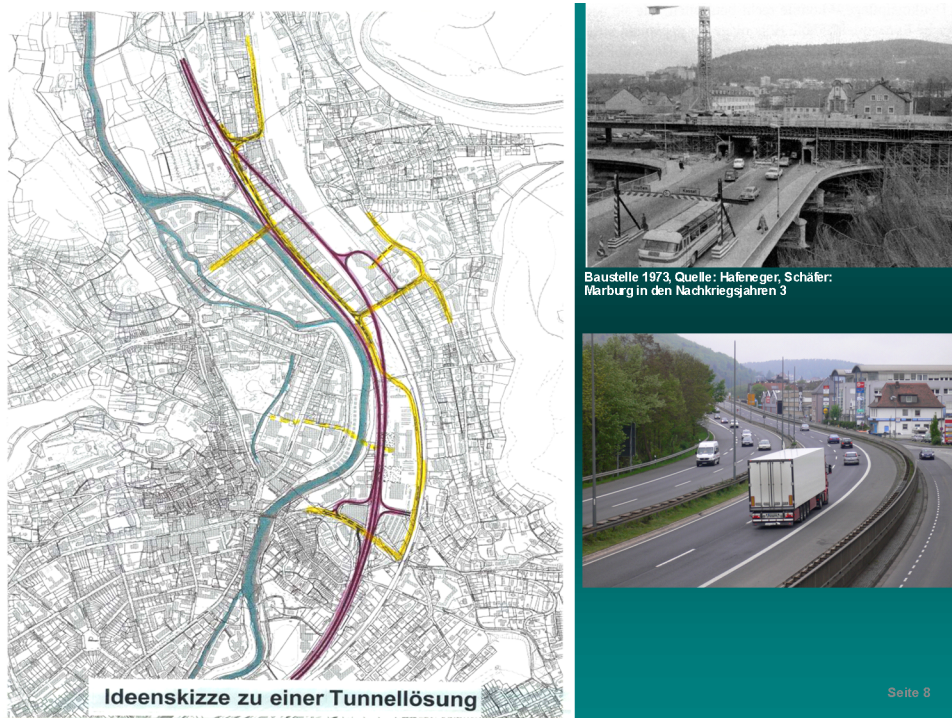 Ideenskizze zu einer Tunnellösung
Baustelle 1973, Quelle: Hafeneger, Schäfer:
Marburg in den Nachkriegsjahren 3
Seite 8